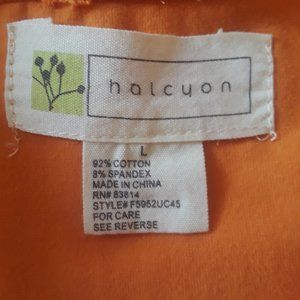 halcyon
L
92% COTTON
8% SPANDEX
MADE IN CHINA
RN# 83814
STYLE# F5952UC45
FOR CARE
SEE REVERSE